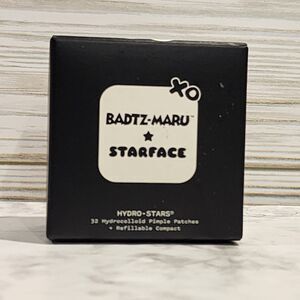 XO
BADTZ-MARU™
★
STARFACE
HYDRO-STARS®
32 Hydrocolloid Pimple Patches
+ Refillable Compact